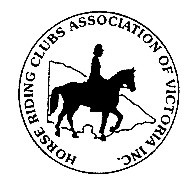 HORSE RIDING CLUBS ASSOCIATION OF VICTORIA INC.